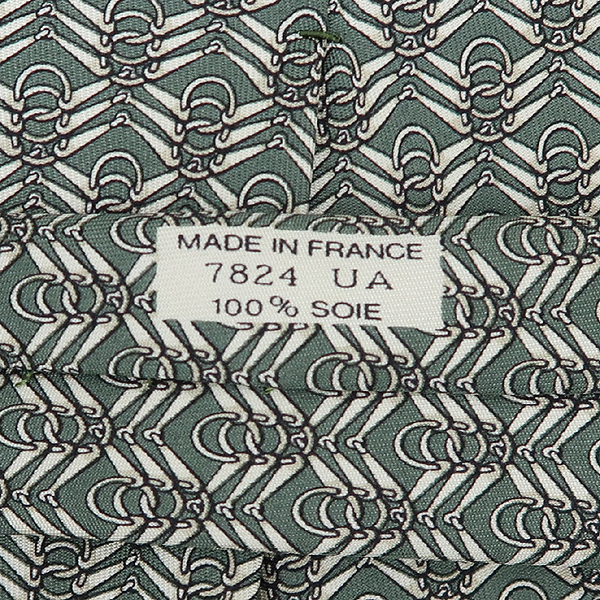 MADE IN FRANCE
7824 UA
100% SOIE